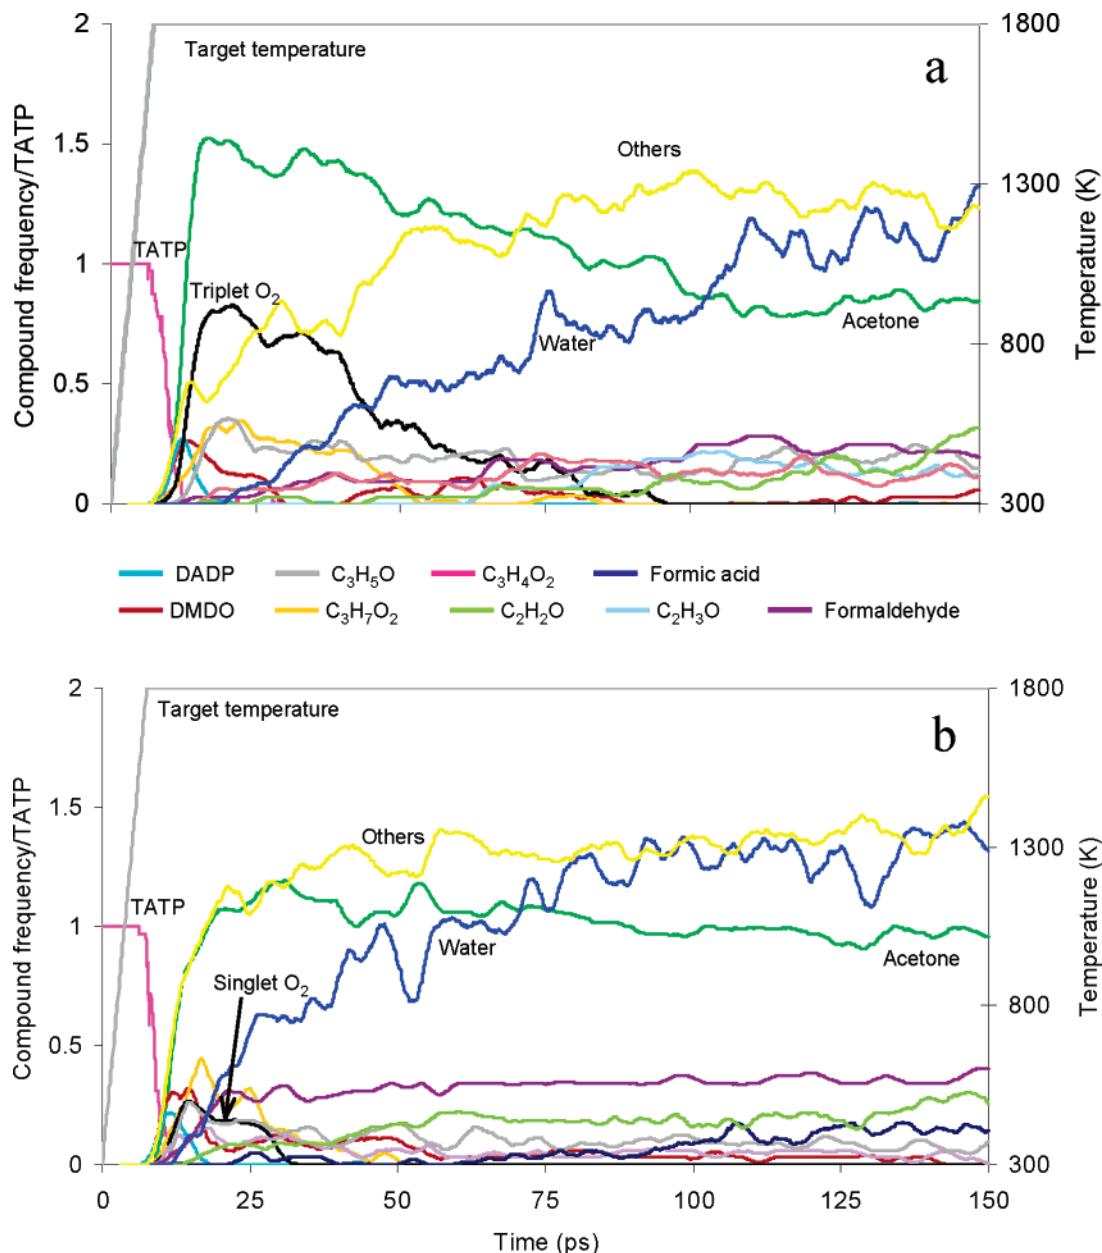 2
1800
Target temperature
a
1.5
Others
1300
TATP
1
Triplet O₂
Water
Acetone
800
0.5
0
300
Compound frequency/TATP
Temperature (K)
DADP C₃H₅O C₃H₄O₂ Formic acid
DMDO C₃H₇O₂ C₂H₂O C₂H₃O Formaldehyde
2
1800
Target temperature
b
1.5
Others
1300
TATP
1
Water
Acetone
Singlet O₂
800
0.5
0
300
Compound frequency/TATP
Temperature (K)
0 25 50 75 100 125 150
Time (ps)